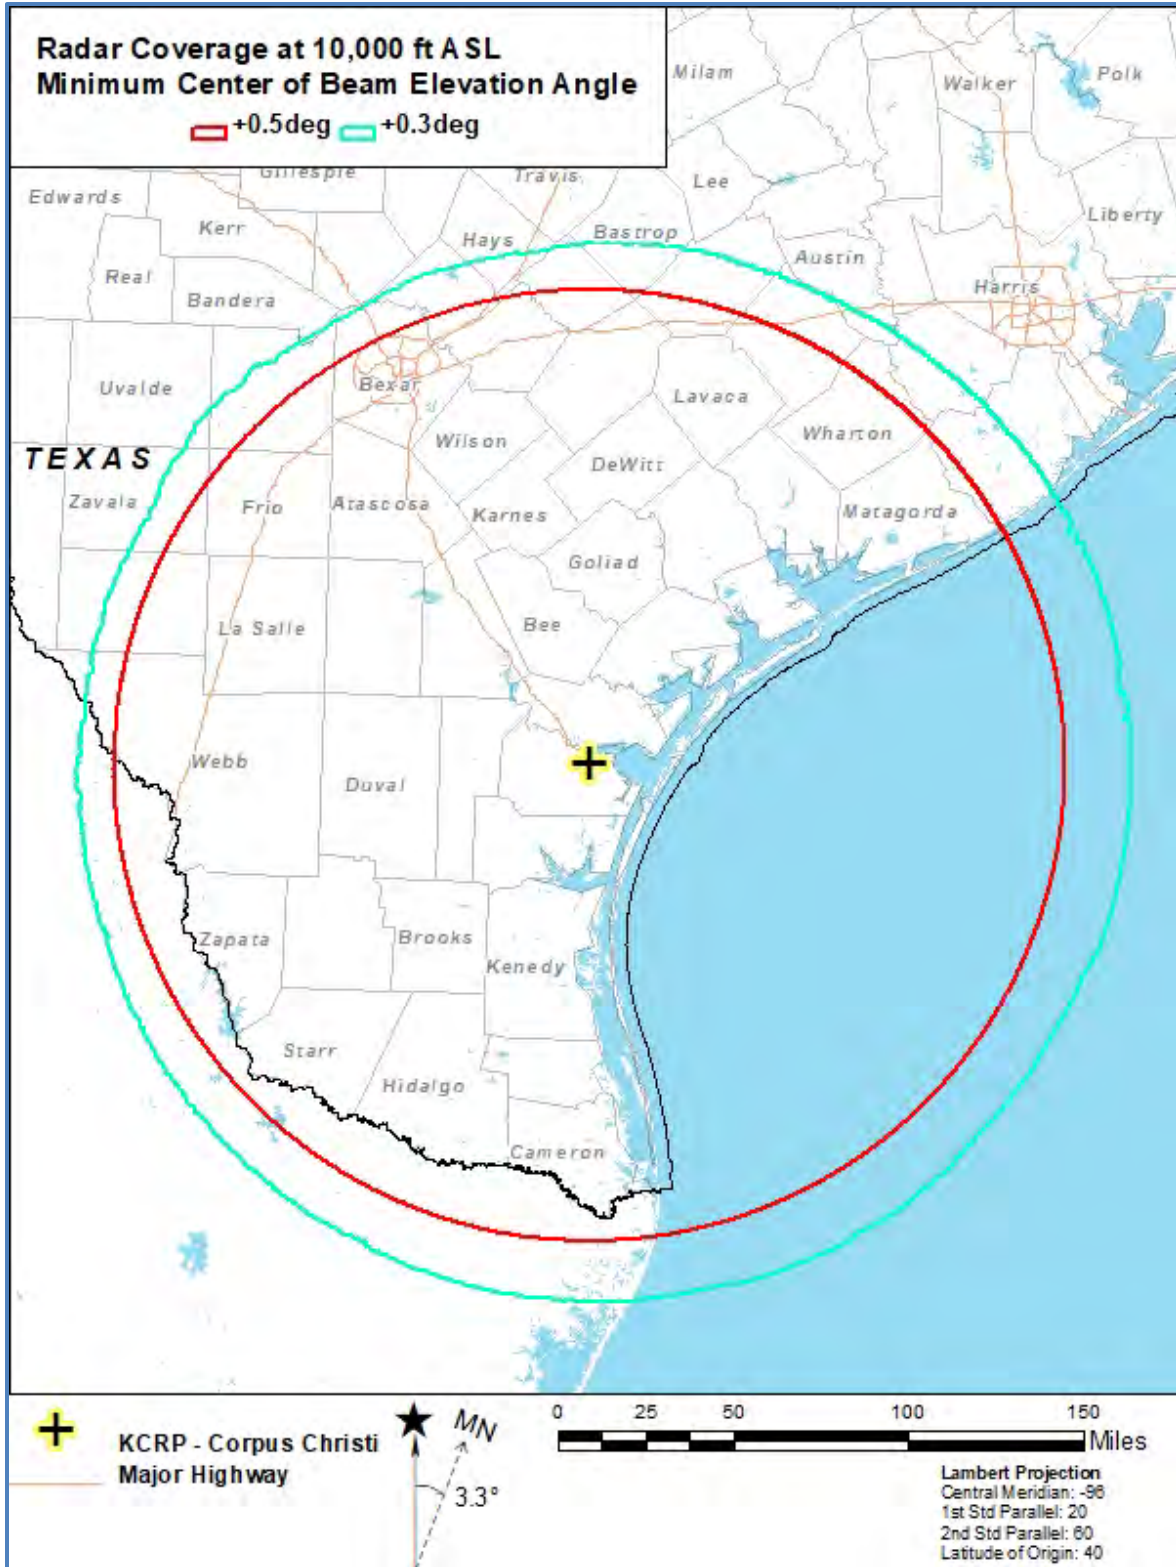 Radar Coverage at 10,000 ft ASL
Minimum Center of Beam Elevation Angle
+0.5deg +0.3deg
Milam
Walker
Polk
Gillespie
Travis
Lee
Edwards
Kerr
Hays
Bastrop
Liberty
Real
Bandera
Austin
Harris
Uvalde
Bexar
Lavaca
Wilson
Wharton
TEXAS
DeWitt
Zavala
Frio
Atascosa
Karnes
Matagorda
Goliad
La Salle
Bee
Webb
Duval
Zapata
Brooks
Kenedy
Starr
Hidalgo
Cameron
KCRP - Corpus Christi
Major Highway
MN
3.3°
0 25 50 100 150
Miles
Lambert Projection
Central Meridian: -96
1st Std Parallel: 20
2nd Std Parallel: 60
Latitude of Origin: 40